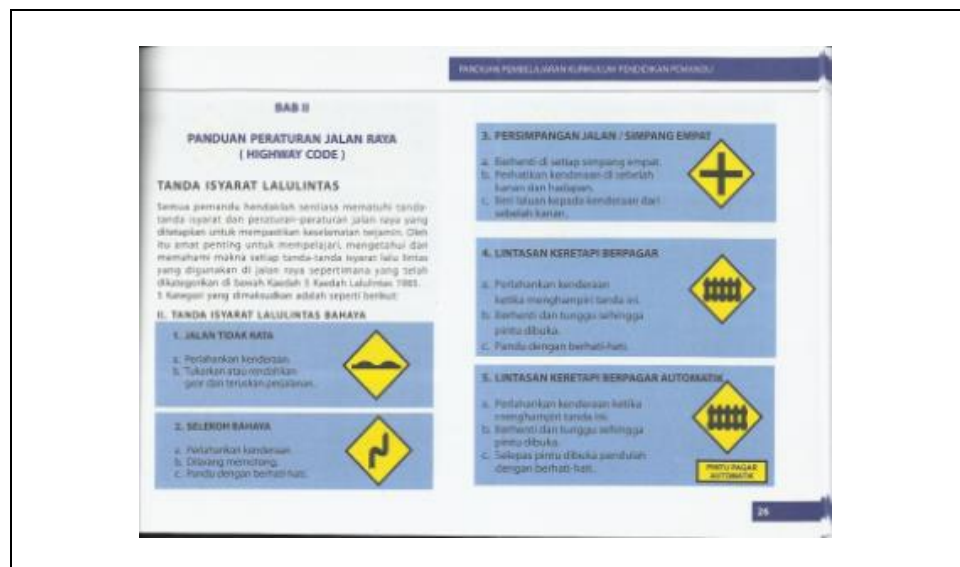 PANDUAN PEMBELAJARAN KURIKULUM PENDIDIKAN PEMANDU
BAB II
PANDUAN PERATURAN JALAN RAYA
( HIGHWAY CODE )
TANDA ISYARAT LALULINTAS
Semua pemandu hendaklah sentiasa mematuhi tanda-
tanda isyarat dan peraturan-peraturan jalan raya yang
ditetapkan untuk mempastikan keselamatan terjamin. Oleh
itu amat penting untuk mempelajari, mengetahui dan
memahami makna setiap tanda-tanda isyarat lalu lintas
yang digunakan di jalan raya sepertimana yang telah
dikategorikan di bawah Kaedah 3 Kaedah Lalulintas 1985.
5 Kategori yang dimaksudkan adalah seperti berikut:
II. TANDA ISYARAT LALULINTAS BAHAYA
1. JALAN TIDAK RATA
a. Perlahankan kenderaan.
b. Tukarkan atau rendahkan
gear dan teruskan perjalanan.
2. SELEKOH BAHAYA
a. Perlahankan kenderaan
b. Dilarang memotong.
c. Pandu dengan berhati-hati.
3. PERSIMPANGAN JALAN / SIMPANG EMPAT
a. Berhenti di setiap simpang empat.
b. Perhatikan kenderaan di sebelah
kanan dan hadapan.
c. Beri laluan kepada kenderaan dari
sebelah kanan.
4. LINTASAN KERETAPI BERPAGAR
a. Perlahankan kenderaan
ketika menghampiri tanda ini.
b. Berhenti dan tunggu sehingga
pintu dibuka.
c. Pandu dengan berhati-hati.
5. LINTASAN KERETAPI BERPAGAR AUTOMATIK
a. Perlahankan kenderaan ketika
menghampiri tanda ini.
b. Berhenti dan tunggu sehingga
pintu dibuka.
c. Selepas pintu dibuka pandulah
dengan berhati-hati.
PINTU PAGAR
AUTOMATIK
26